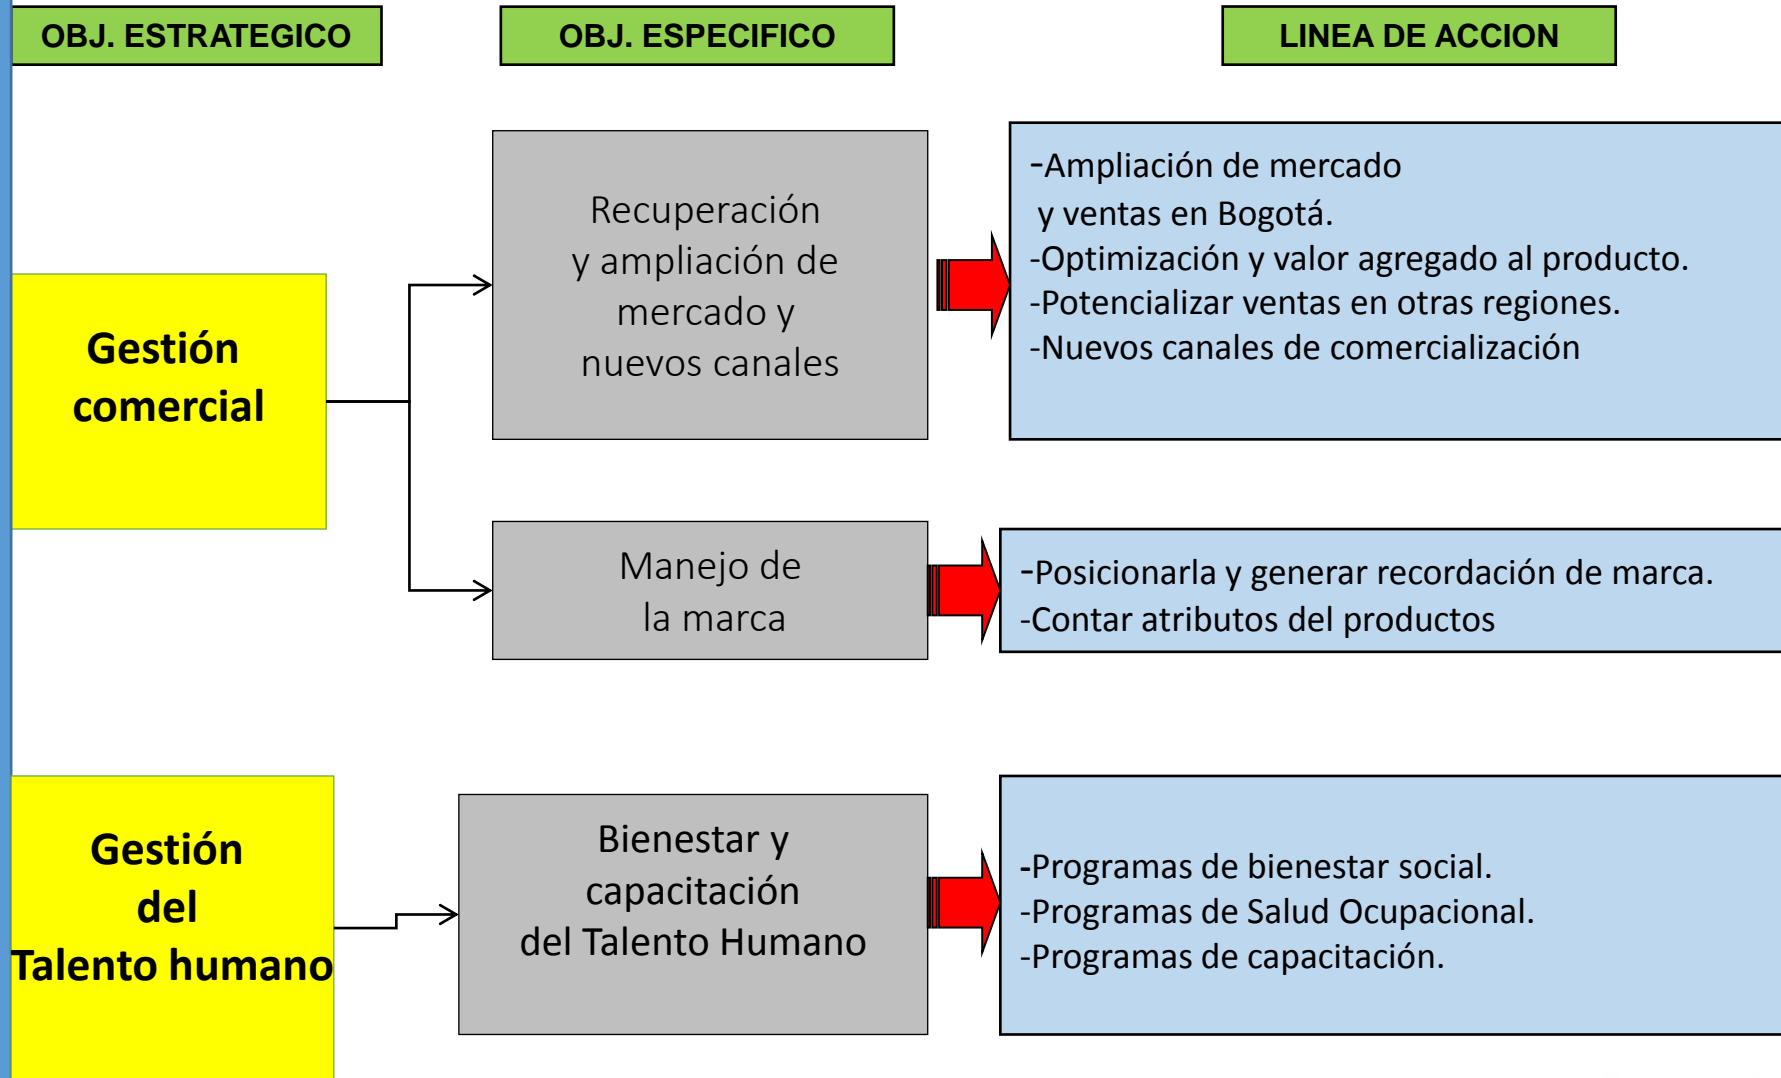 OBJ. ESTRATEGICO
OBJ. ESPECIFICO
LINEA DE ACCION
Gestión
comercial
Recuperación
y ampliación de
mercado y
nuevos canales
-Ampliación de mercado
y ventas en Bogotá.
-Optimización y valor agregado al producto.
-Potencializar ventas en otras regiones.
-Nuevos canales de comercialización
Manejo de
la marca
-Posicionarla y generar recordación de marca.
-Contar atributos del productos
Gestión
del
Talento humano
Bienestar y
capacitación
del Talento Humano
-Programas de bienestar social.
-Programas de Salud Ocupacional.
-Programas de capacitación.